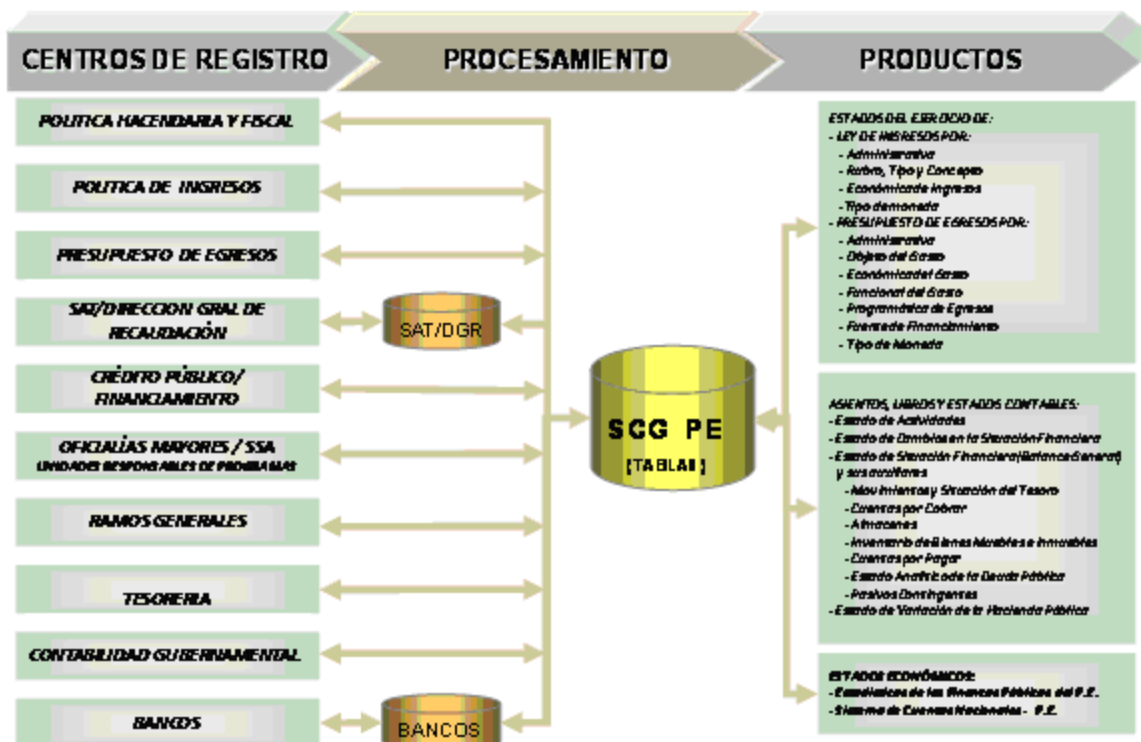 CENTROS DE REGISTRO
PROCESAMIENTO
PRODUCTOS
POLITICA HACENDARIA Y FISCAL
POLITICA DE INGRESOS
PRESUPUESTO DE EGRESOS
SAT/DIRECCION GRAL DE
RECAUDACIÓN
CRÉDITO PÚBLICO/
FINANCIAMIENTO
OFICIALÍAS MAYORES / SSA
UNIDADES RESPONSABLES DE PROGRAMAS
RAMOS GENERALES
TESORERIA
CONTABILIDAD GUBERNAMENTAL
BANCOS
SAT/DGR
BANCOS
SCG PE
(TABLAS)
ESTADOS DEL EJERCICIO DE:
- LEY DE INGRESOS POR:
- Administrativa
- Rubro, Tipo y Concepto
- Económica de Ingresos
- Tipo de moneda
- PRESUPUESTO DE EGRESOS POR:
- Administrativa
- Objeto del Gasto
- Económica del Gasto
- Funcional del Gasto
- Programática de Egresos
- Fuente de Financiamiento
- Tipo de Moneda
ASIENTOS, LIBROS Y ESTADOS CONTABLES:
- Estado de Actividades
- Estado de Cambios en la Situación Financiera
- Estado de Situación Financiera (Balance General)
y sus auxiliares
- Movimientos y Situación del Tesoro
- Cuentas por Cobrar
- Almacenes
- Inventario de Bienes Muebles e Inmuebles
- Cuentas por Pagar
- Estado Analítico de la Deuda Pública
- Pasivos Contingentes
- Estado de Variación de la Hacienda Pública
ESTADOS ECONÓMICOS:
- Estadísticas de las Finanzas Públicas del P.E.
- Sistema de Cuentas Nacionales - P.E.